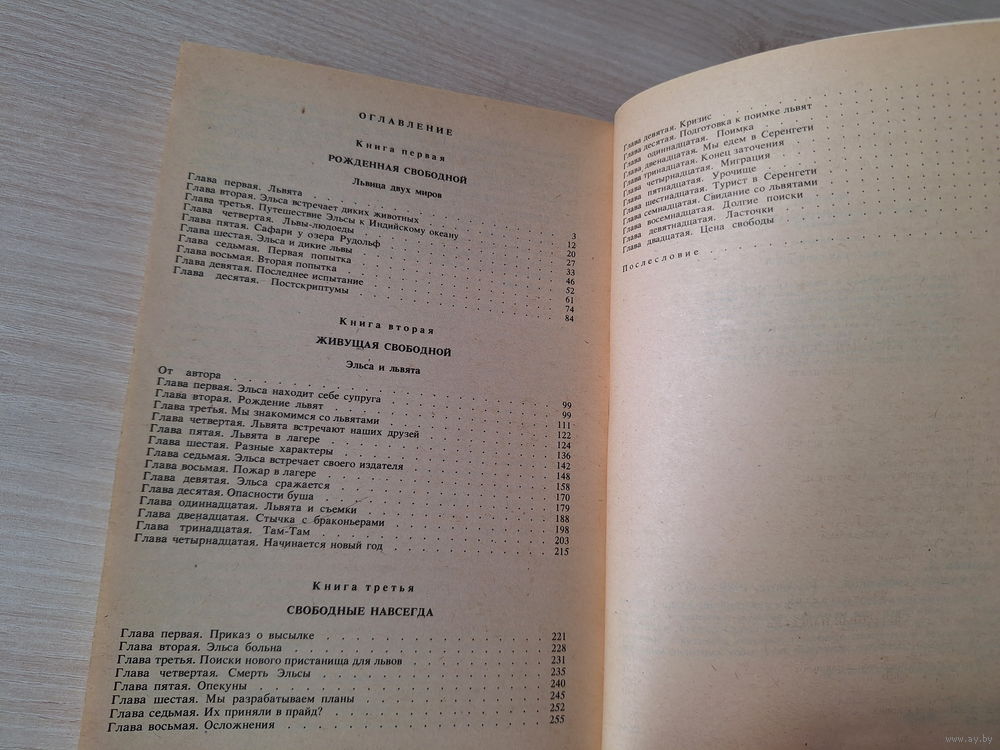 ОГЛАВЛЕНИЕ
Книга первая
РОЖДЕННАЯ СВОБОДНОЙ
Львица двух миров
Глава первая. Львята . . . 3
Глава вторая. Эльса встречает диких животных . . . 12
Глава третья. Путешествие Эльсы к Индийскому океану . . . 20
Глава четвертая. Львы-людоеды . . . 27
Глава пятая. Сафари у озера Рудольф . . . 33
Глава шестая. Эльса и дикие львы . . . 46
Глава седьмая. Первая попытка . . . 52
Глава восьмая. Вторая попытка . . . 61
Глава девятая. Последнее испытание . . . 74
Глава десятая. Постскриптумы . . . 84
Книга вторая
ЖИВУЩАЯ СВОБОДНОЙ
Эльса и львята
От автора . . . 99
Глава первая. Эльса находит себе супруга . . . 99
Глава вторая. Рождение львят . . . 111
Глава третья. Мы знакомимся со львятами . . . 122
Глава четвертая. Львята встречают наших друзей . . . 124
Глава пятая. Львята в лагере . . . 136
Глава шестая. Разные характеры . . . 142
Глава седьмая. Эльса встречает своего издателя . . . 148
Глава восьмая. Пожар в лагере . . . 158
Глава девятая. Эльса сражается . . . 170
Глава десятая. Опасности буша . . . 179
Глава одиннадцатая. Львята и съемки . . . 188
Глава двенадцатая. Стычка с браконьерами . . . 198
Глава тринадцатая. Там-Там . . . 203
Глава четырнадцатая. Начинается новый год . . . 215
Книга третья
СВОБОДНЫЕ НАВСЕГДА
Глава первая. Приказ о высылке . . . 221
Глава вторая. Эльса больна . . . 228
Глава третья. Поиски нового пристанища для львов . . . 231
Глава четвертая. Смерть Эльсы . . . 235
Глава пятая. Опекуны . . . 240
Глава шестая. Мы разрабатываем планы . . . 245
Глава седьмая. Их приняли в прайд? . . . 252
Глава восьмая. Осложнения . . . 255
Глава девятая. Кризис . . .
Глава десятая. Подготовка к поимке львят . . .
Глава одиннадцатая. Поимка . . .
Глава двенадцатая. Мы едем в Серенгети . . .
Глава тринадцатая. Конец заточения . . .
Глава четырнадцатая. Миграция . . .
Глава пятнадцатая. Урочище . . .
Глава шестнадцатая. Турист в Серенгети . . .
Глава семнадцатая. Свидание со львятами . . .
Глава восемнадцатая. Долгие поиски . . .
Глава девятнадцатая. Ласточки . . .
Глава двадцатая. Цена свободы . . .
Послесловие . . .
www.ay.by